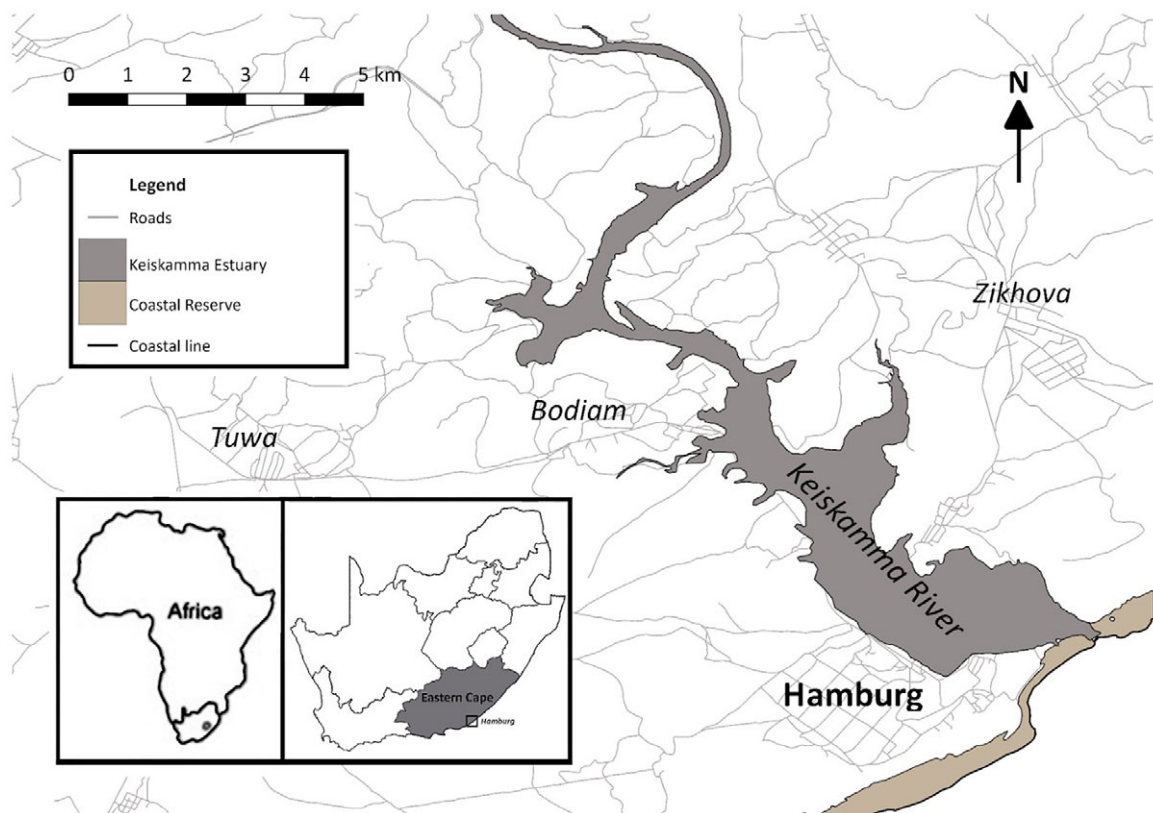 0 1 2 3 4 5 km
N
Legend
Roads
Keiskamma Estuary
Coastal Reserve
Coastal line
Zikhova
Bodiam
Tuwa
Keiskamma River
Africa
Eastern Cape
Hamburg
Hamburg